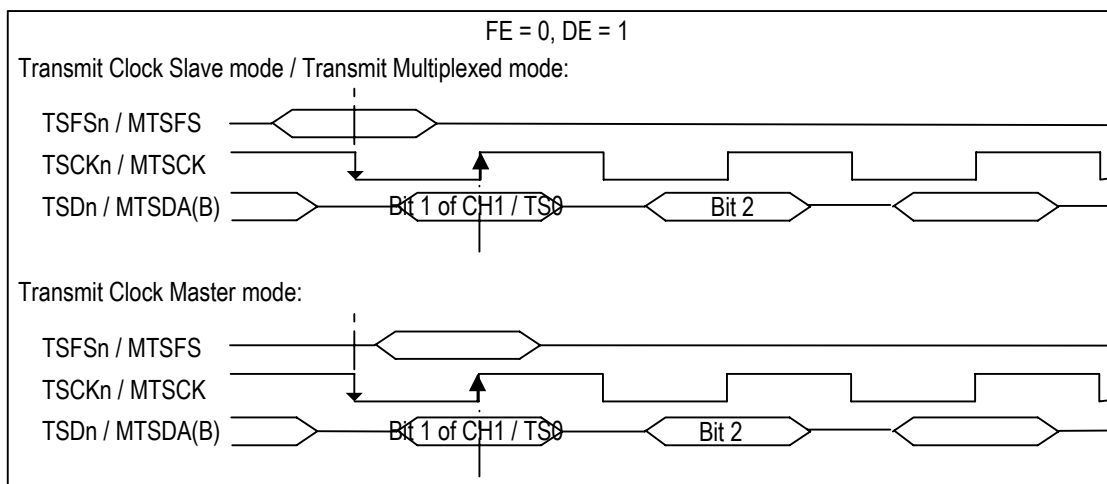 FE = 0, DE = 1
Transmit Clock Slave mode / Transmit Multiplexed mode:
TSFSn / MTSFS
TSCKn / MTSCK
TSDn / MTSDA(B)
Bit 1 of CH1 / TS0
Bit 2
Transmit Clock Master mode:
TSFSn / MTSFS
TSCKn / MTSCK
TSDn / MTSDA(B)
Bit 1 of CH1 / TS0
Bit 2